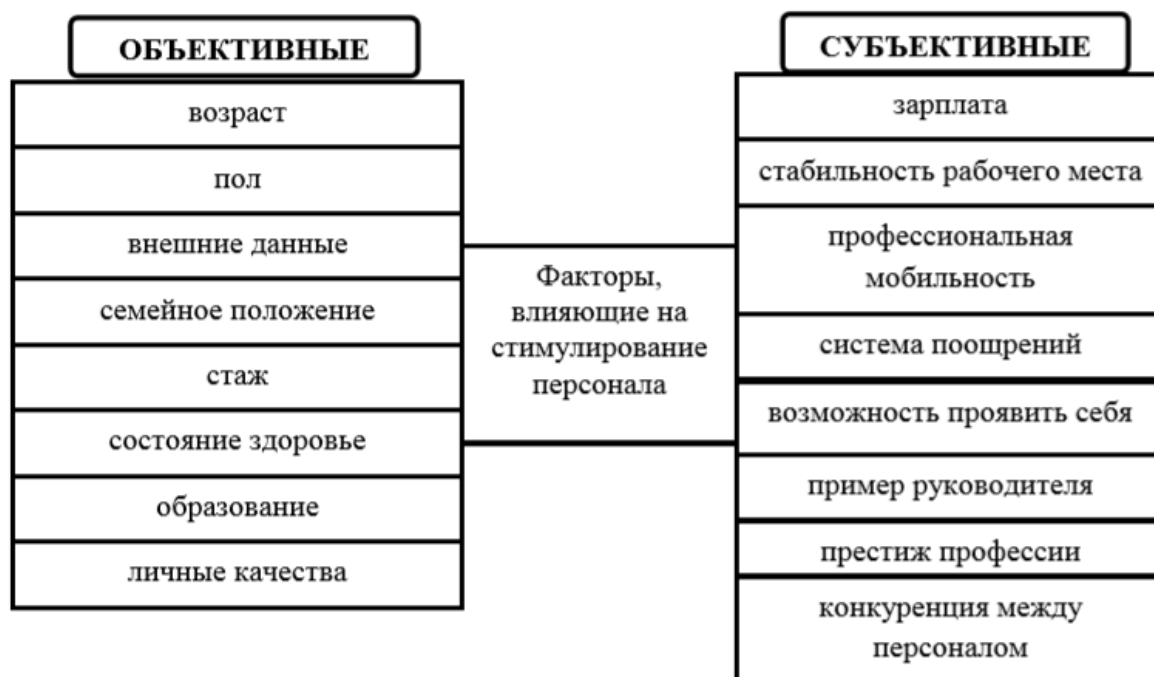 ОБЪЕКТИВНЫЕ
возраст
пол
внешние данные
семейное положение
стаж
состояние здоровье
образование
личные качества
Факторы,
влияющие на
стимулирование
персонала
СУБЪЕКТИВНЫЕ
зарплата
стабильность рабочего места
профессиональная
мобильность
система поощрений
возможность проявить себя
пример руководителя
престиж профессии
конкуренция между
персоналом